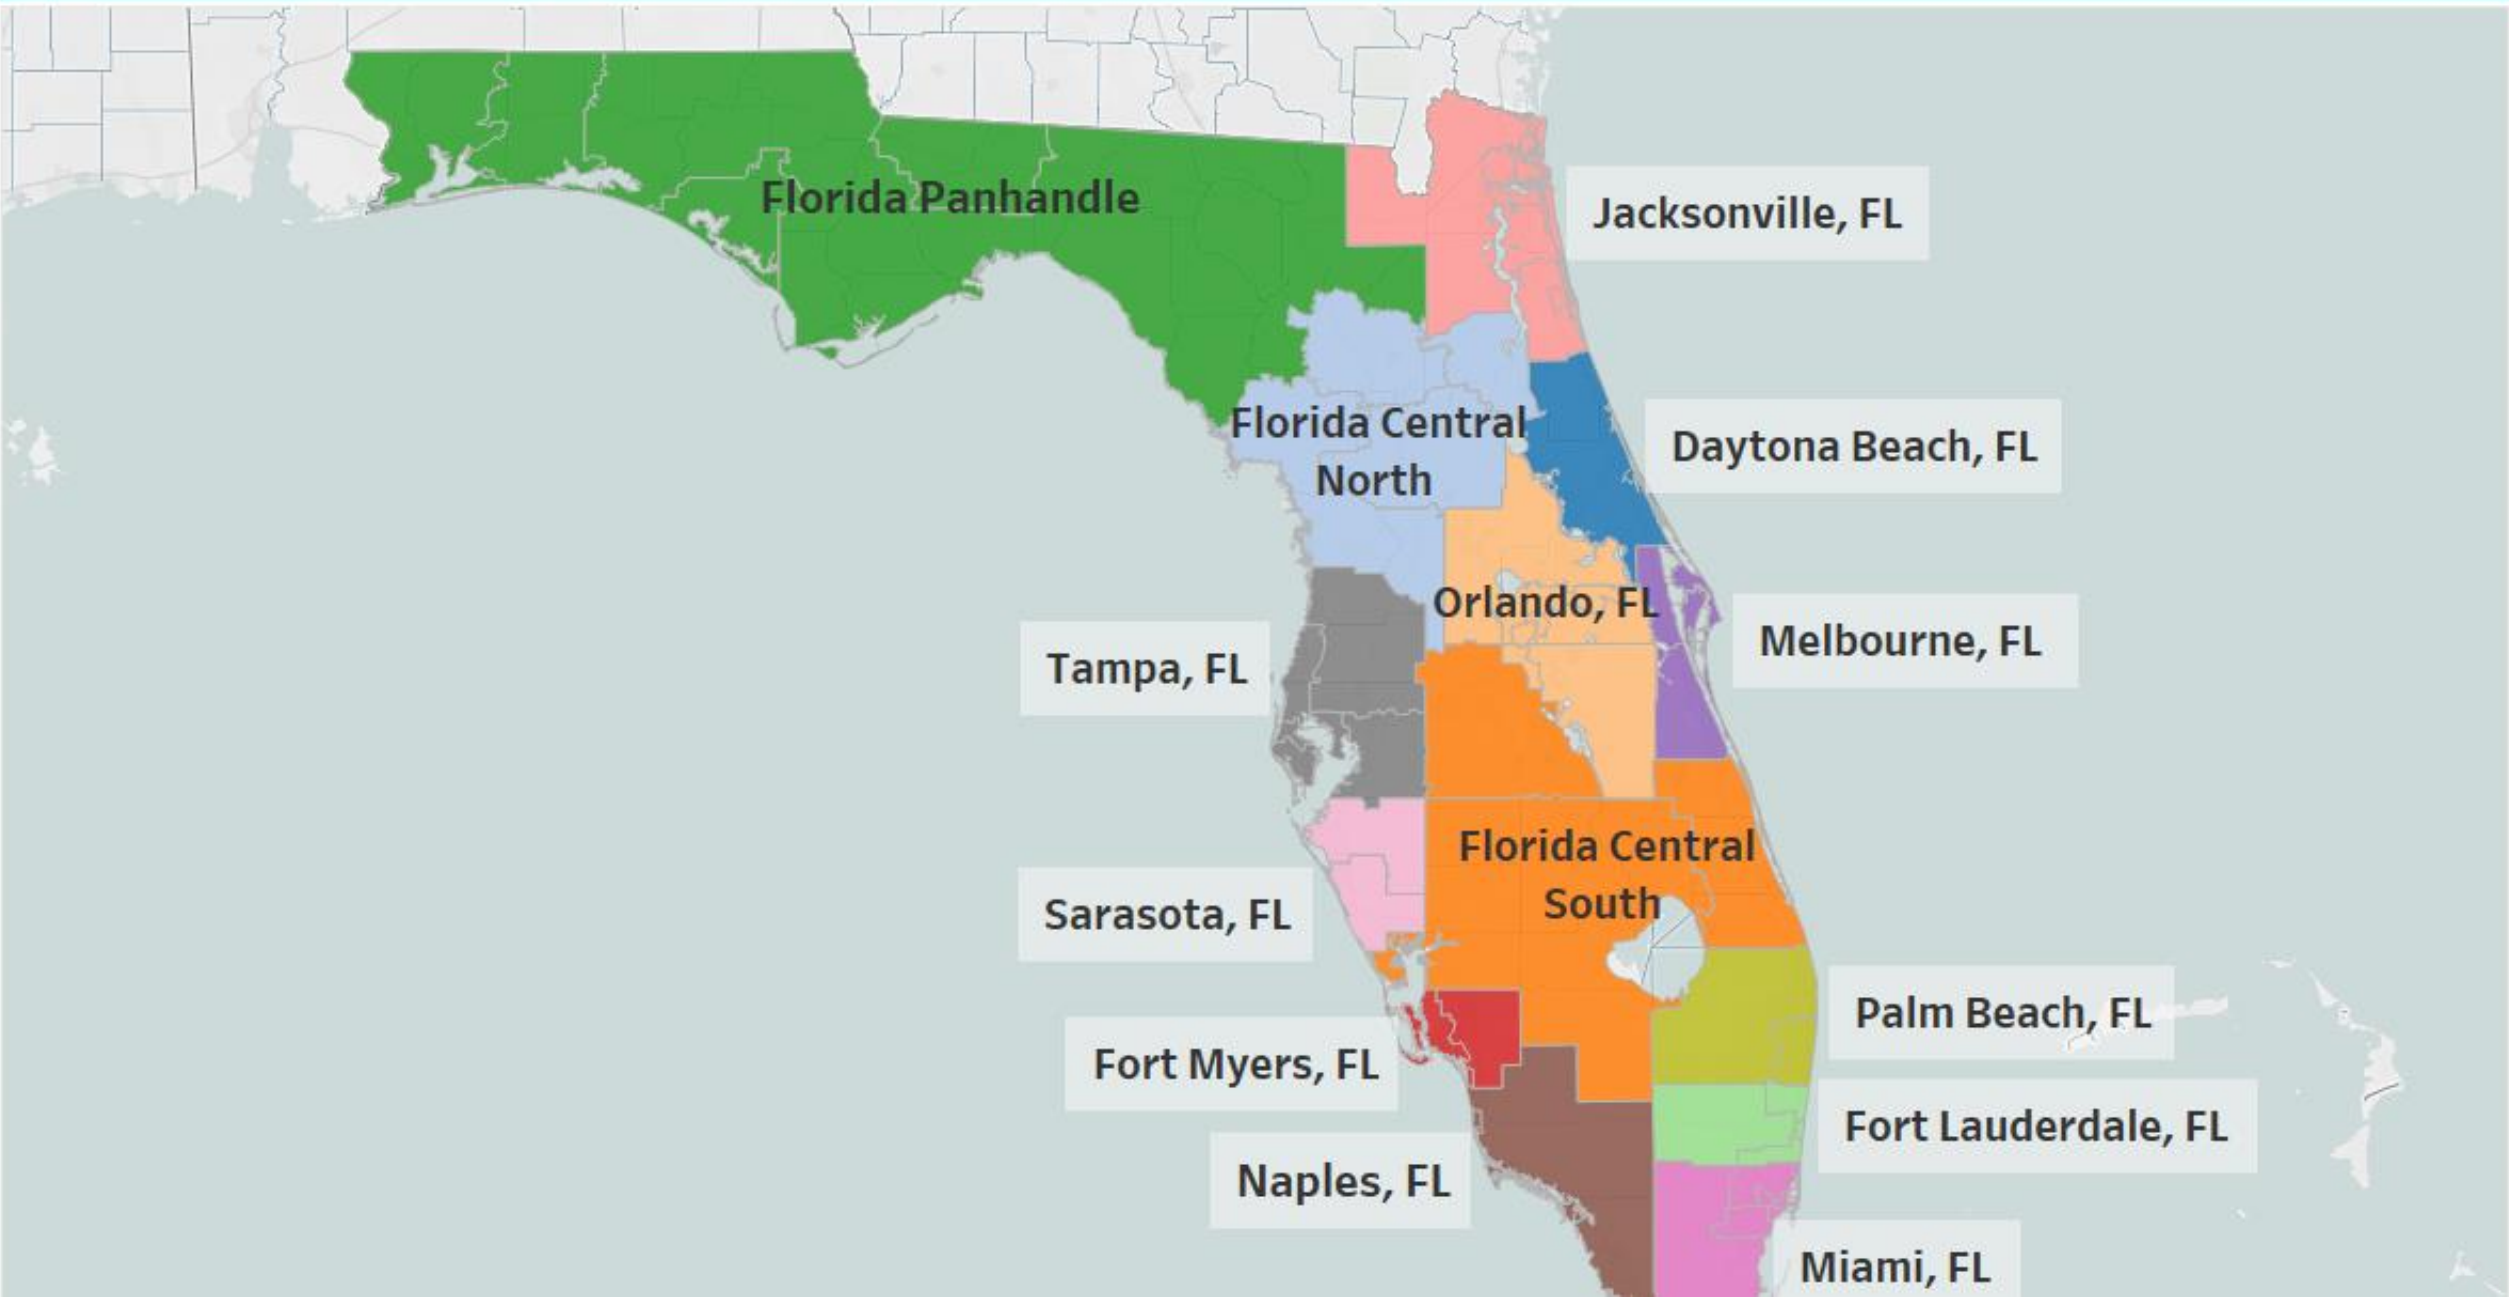 Florida Panhandle
Jacksonville, FL
Florida Central
North
Daytona Beach, FL
Orlando, FL
Melbourne, FL
Tampa, FL
Florida Central
South
Sarasota, FL
Palm Beach, FL
Fort Myers, FL
Fort Lauderdale, FL
Naples, FL
Miami, FL